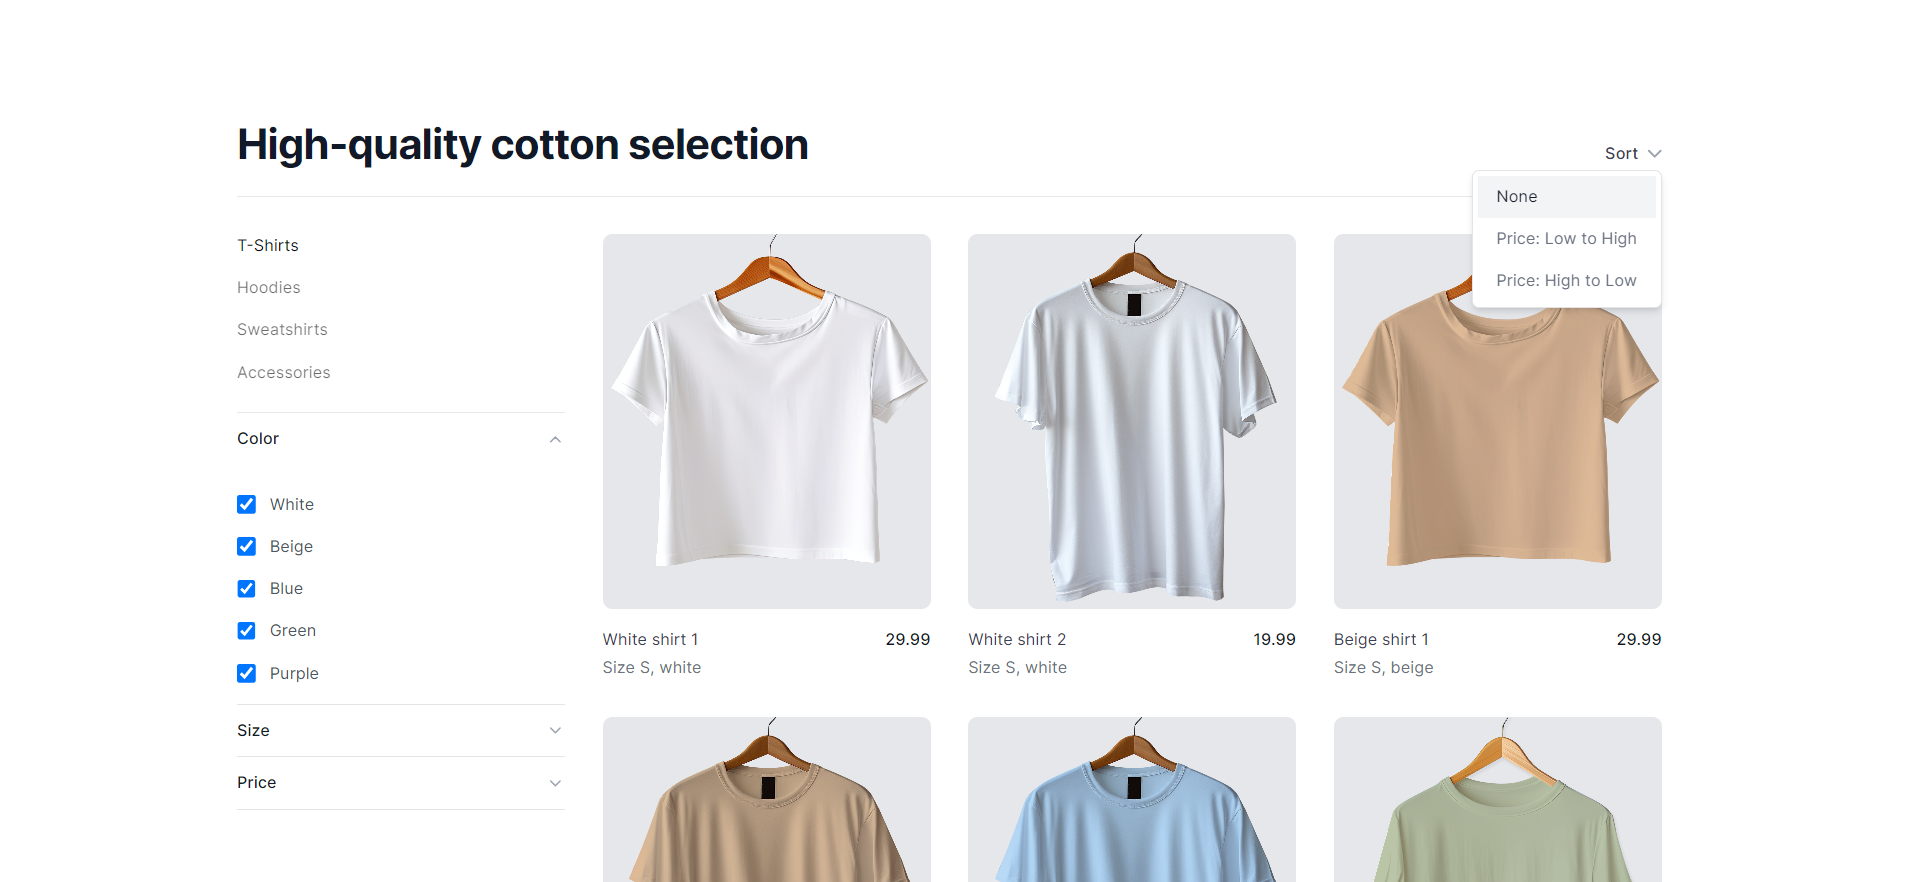 High-quality cotton selection
Sort
None
Price: Low to High
Price: High to Low
T-Shirts
Hoodies
Sweatshirts
Accessories
Color
White
Beige
Blue
Green
Purple
Size
Price
White shirt 1 29.99
Size S, white
White shirt 2 19.99
Size S, white
Beige shirt 1 29.99
Size S, beige